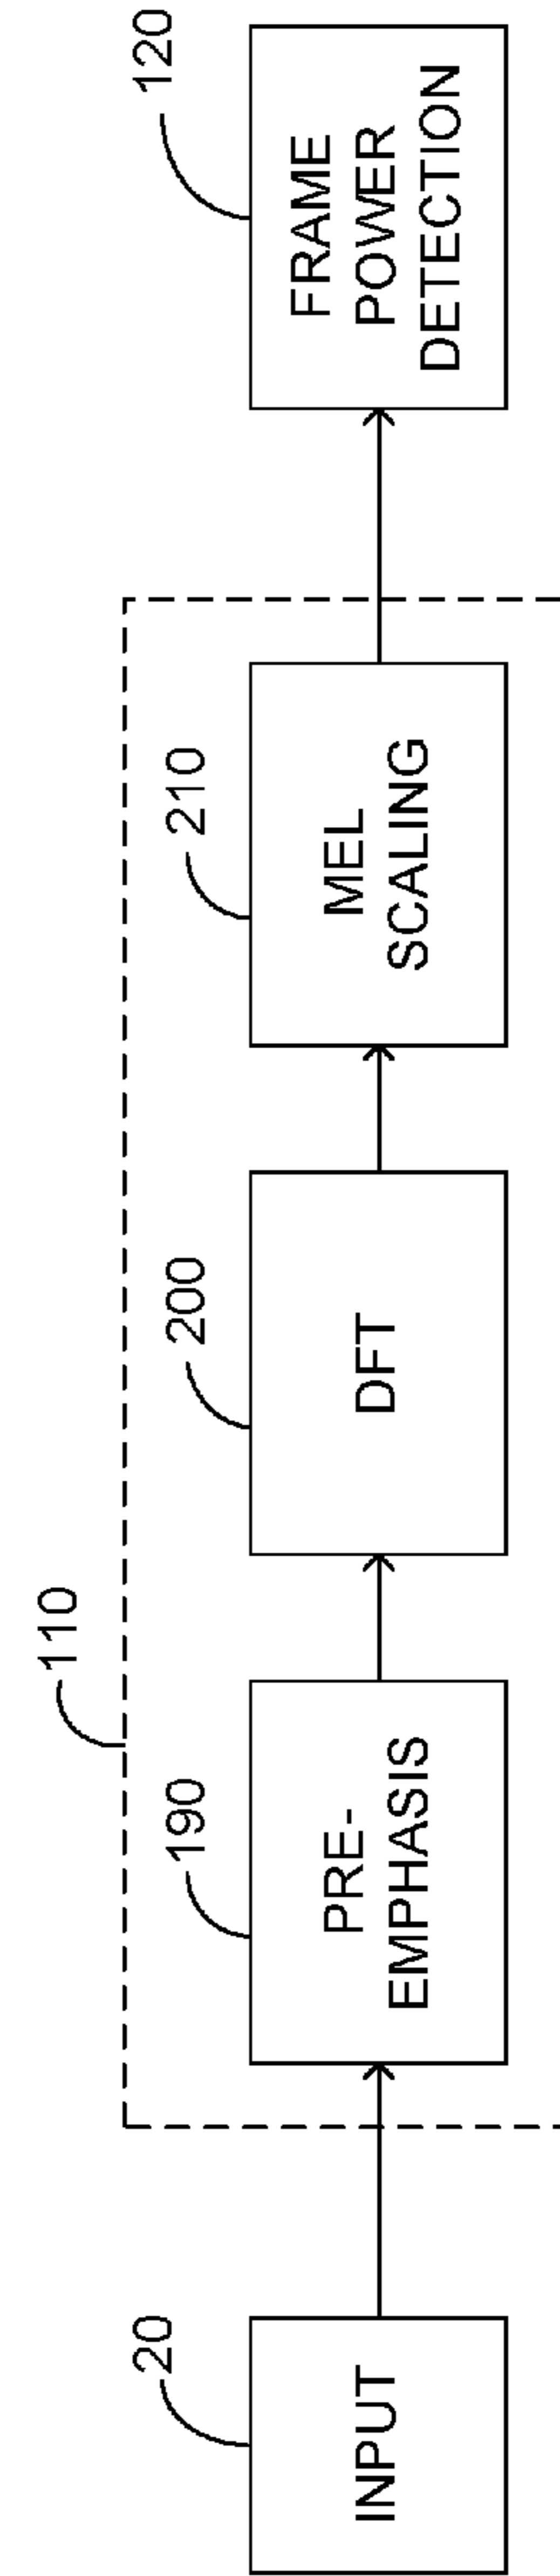 110
20
INPUT
190
PRE-
EMPHASIS
200
DFT
210
MEL
SCALING
120
FRAME
POWER
DETECTION